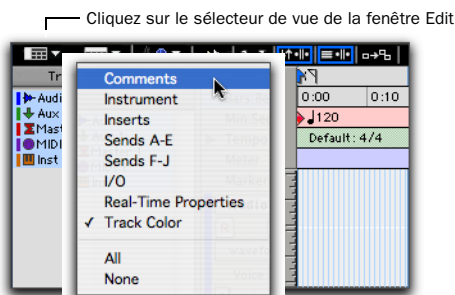 Cliquez sur le sélecteur de vue de la fenêtre Edit
Tr
Audi
Aux
Mast
MIDI
Inst
Comments
Instrument
Inserts
Sends A-E
Sends F-J
I/O
Real-Time Properties
✓ Track Color
All
None
0:00 0:10
120
Default: 4/4